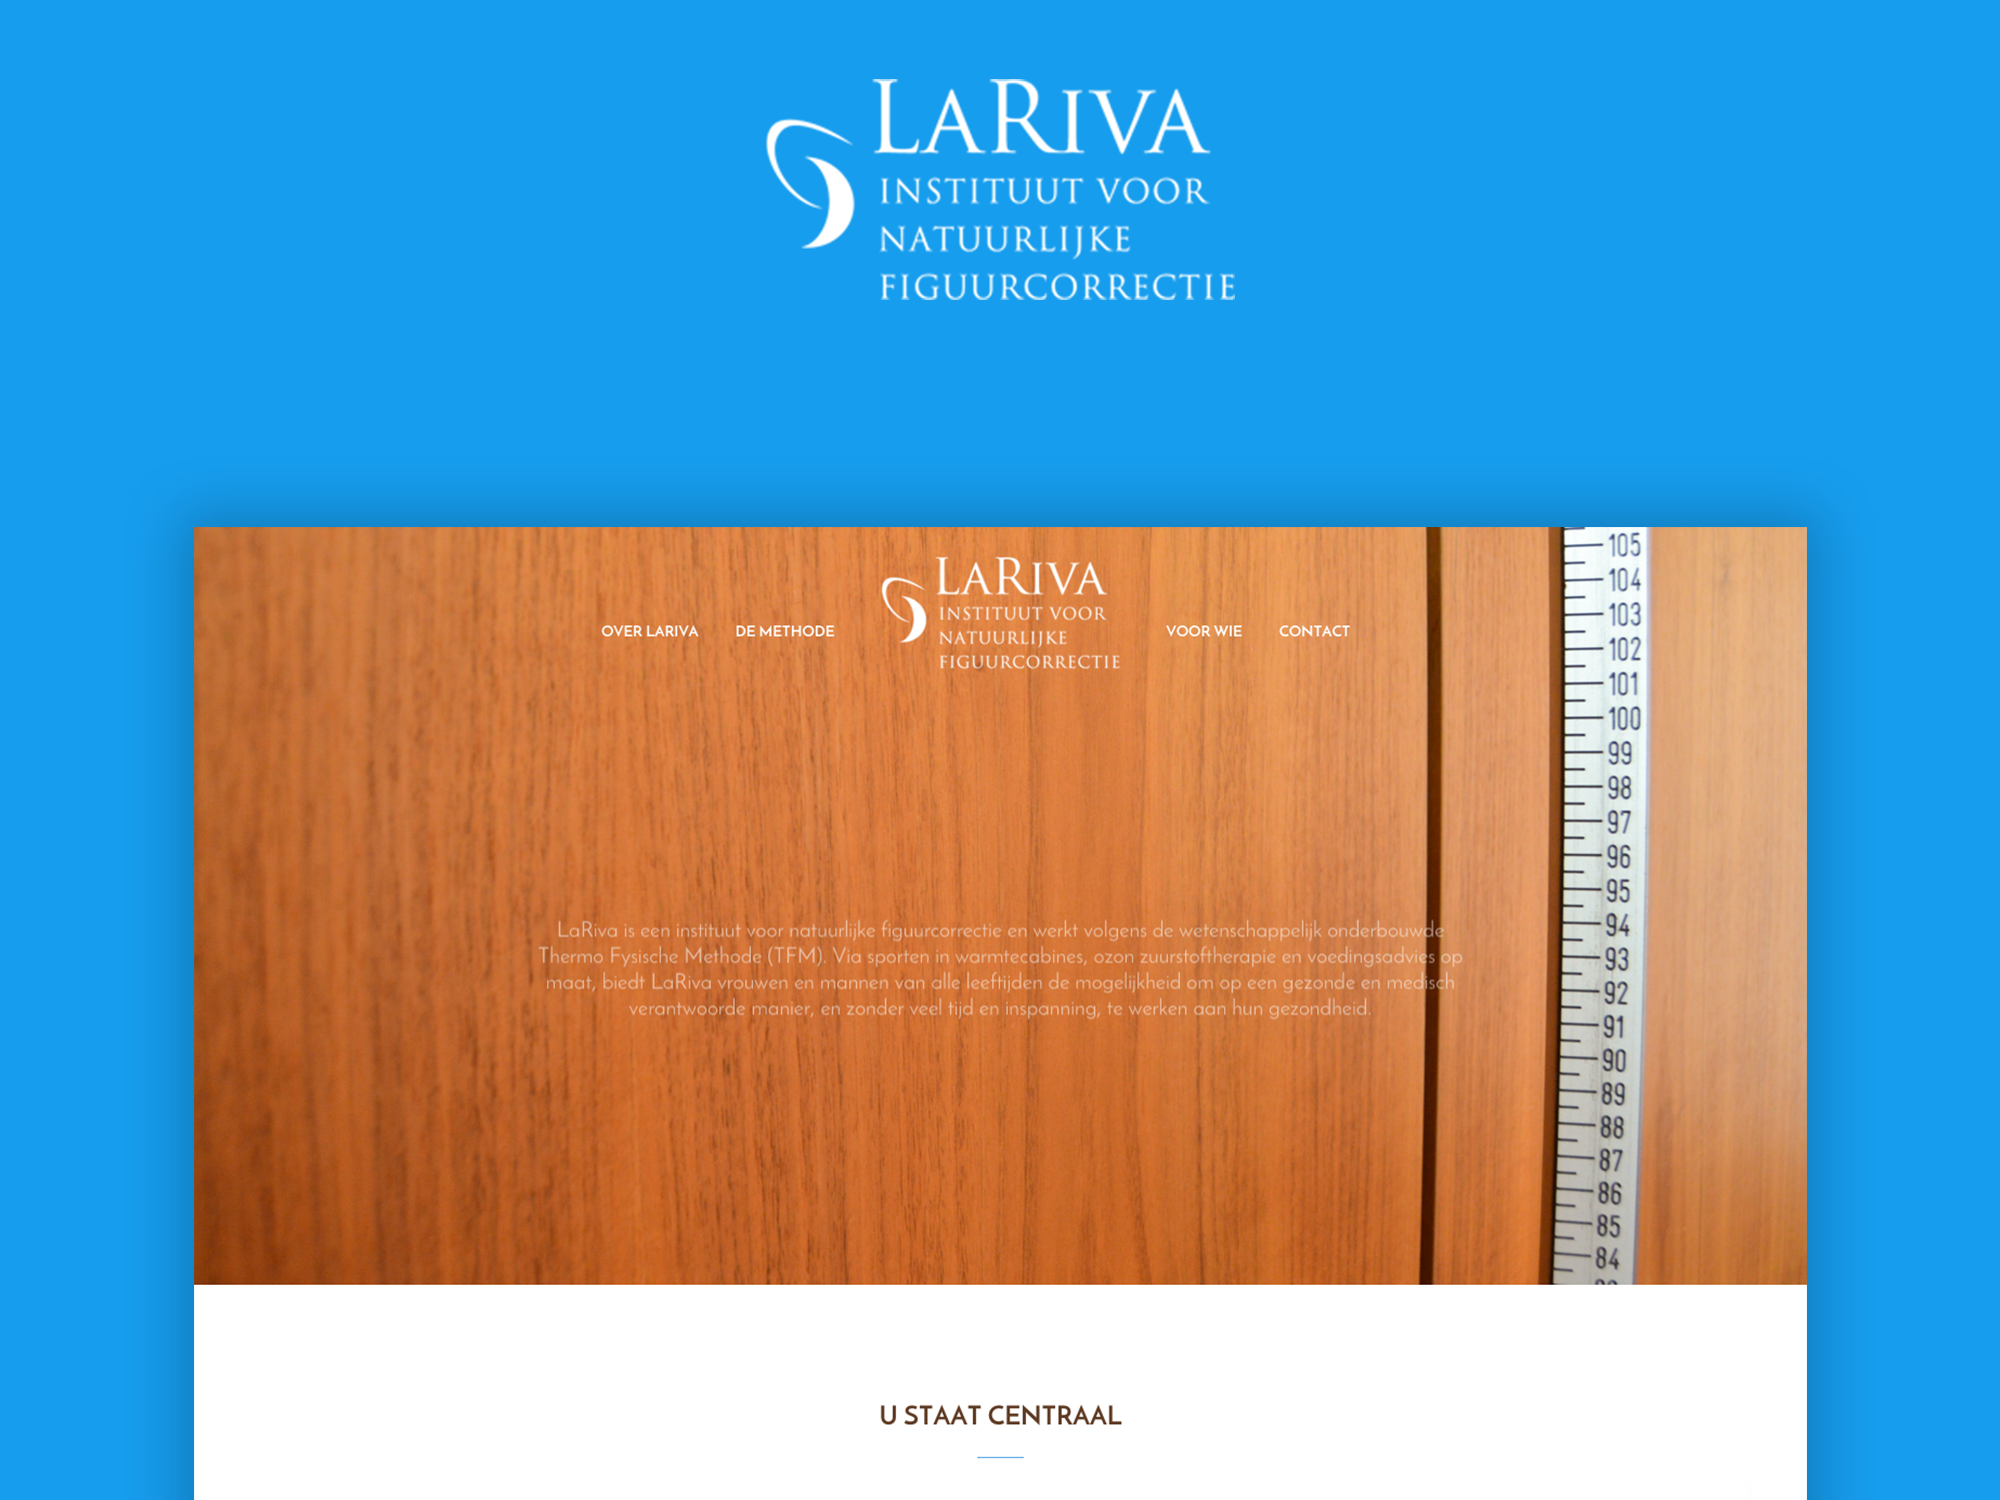 LARIVA
INSTITUUT VOOR
NATUURLIJKE
FIGUURCORRECTIE
OVER LARIVA
DE METHODE
LARIVA
INSTITUUT VOOR
NATUURLIJKE
FIGUURCORRECTIE
VOOR WIE
CONTACT
105
104
103
102
101
100
99
98
97
96
95
94
93
92
91
90
89
88
87
86
85
84
LaRiva is een instituut voor natuurlijke figuurcorrectie en werkt volgens de wetenschappelijk onderbouwde
Thermo Fysische Methode (TFM). Via sporten in warmtecabines, ozon zuurstoftherapie en voedingsadvies op
maat, biedt LaRiva vrouwen en mannen van alle leeftijden de mogelijkheid om op een gezonde en medisch
verantwoorde manier, en zonder veel tijd en inspanning, te werken aan hun gezondheid.
U STAAT CENTRAAL